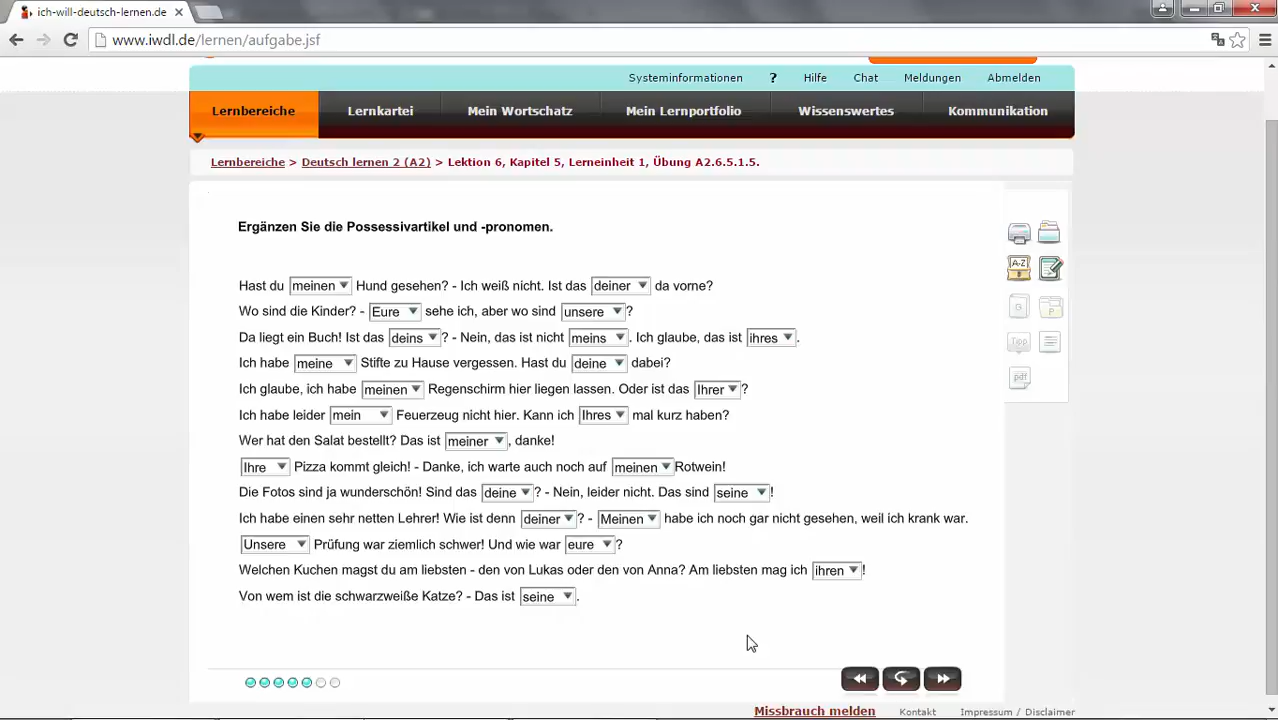 ich-will-deutsch-lernen.de
www.iwdl.de/lernen/aufgabe.jsf
Systeminformationen ? Hilfe Chat Meldungen Abmelden
Lernbereiche Lernkartei Mein Wortschatz Mein Lernportfolio Wissenswertes Kommunikation
Lernbereiche > Deutsch lernen 2 (A2) > Lektion 6, Kapitel 5, Lerneinheit 1, Übung A2.6.5.1.5.
Ergänzen Sie die Possessivartikel und -pronomen.
Hast du meinen Hund gesehen? - Ich weiß nicht. Ist das deiner da vorne?
Wo sind die Kinder? - Eure sehe ich, aber wo sind unsere ?
Da liegt ein Buch! Ist das deins ? - Nein, das ist nicht meins . Ich glaube, das ist ihres .
Ich habe meine Stifte zu Hause vergessen. Hast du deine dabei?
Ich glaube, ich habe meinen Regenschirm hier liegen lassen. Oder ist das Ihrer ?
Ich habe leider mein Feuerzeug nicht hier. Kann ich Ihres mal kurz haben?
Wer hat den Salat bestellt? Das ist meiner , danke!
Ihre Pizza kommt gleich! - Danke, ich warte auch noch auf meinen Rotwein!
Die Fotos sind ja wunderschön! Sind das deine ? - Nein, leider nicht. Das sind seine !
Ich habe einen sehr netten Lehrer! Wie ist denn deiner ? - Meinen habe ich noch gar nicht gesehen, weil ich krank war.
Unsere Prüfung war ziemlich schwer! Und wie war eure ?
Welchen Kuchen magst du am liebsten - den von Lukas oder den von Anna? Am liebsten mag ich ihren !
Von wem ist die schwarzweiße Katze? - Das ist seine .
A-Z
Tipp
pdf
Missbrauch melden Kontakt Impressum / Disclaimer